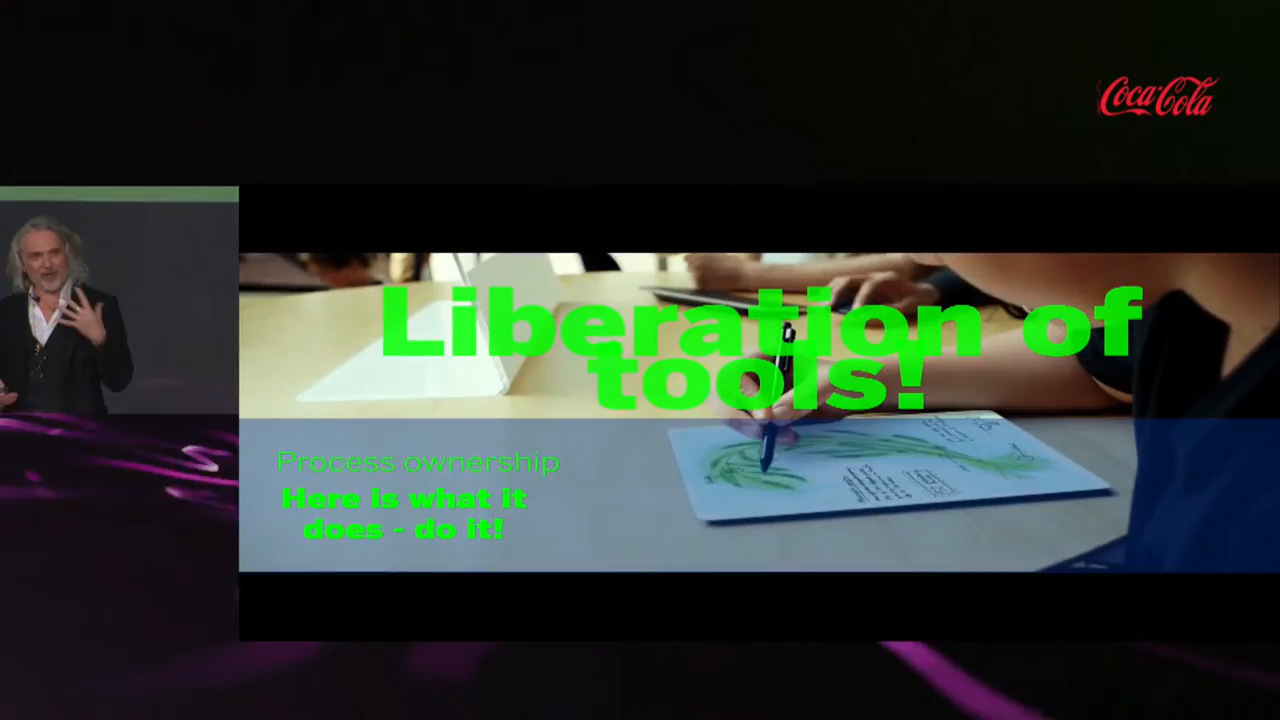 Coca-Cola
Liberation of
tools!
Process ownership
Here is what it
does - do it!